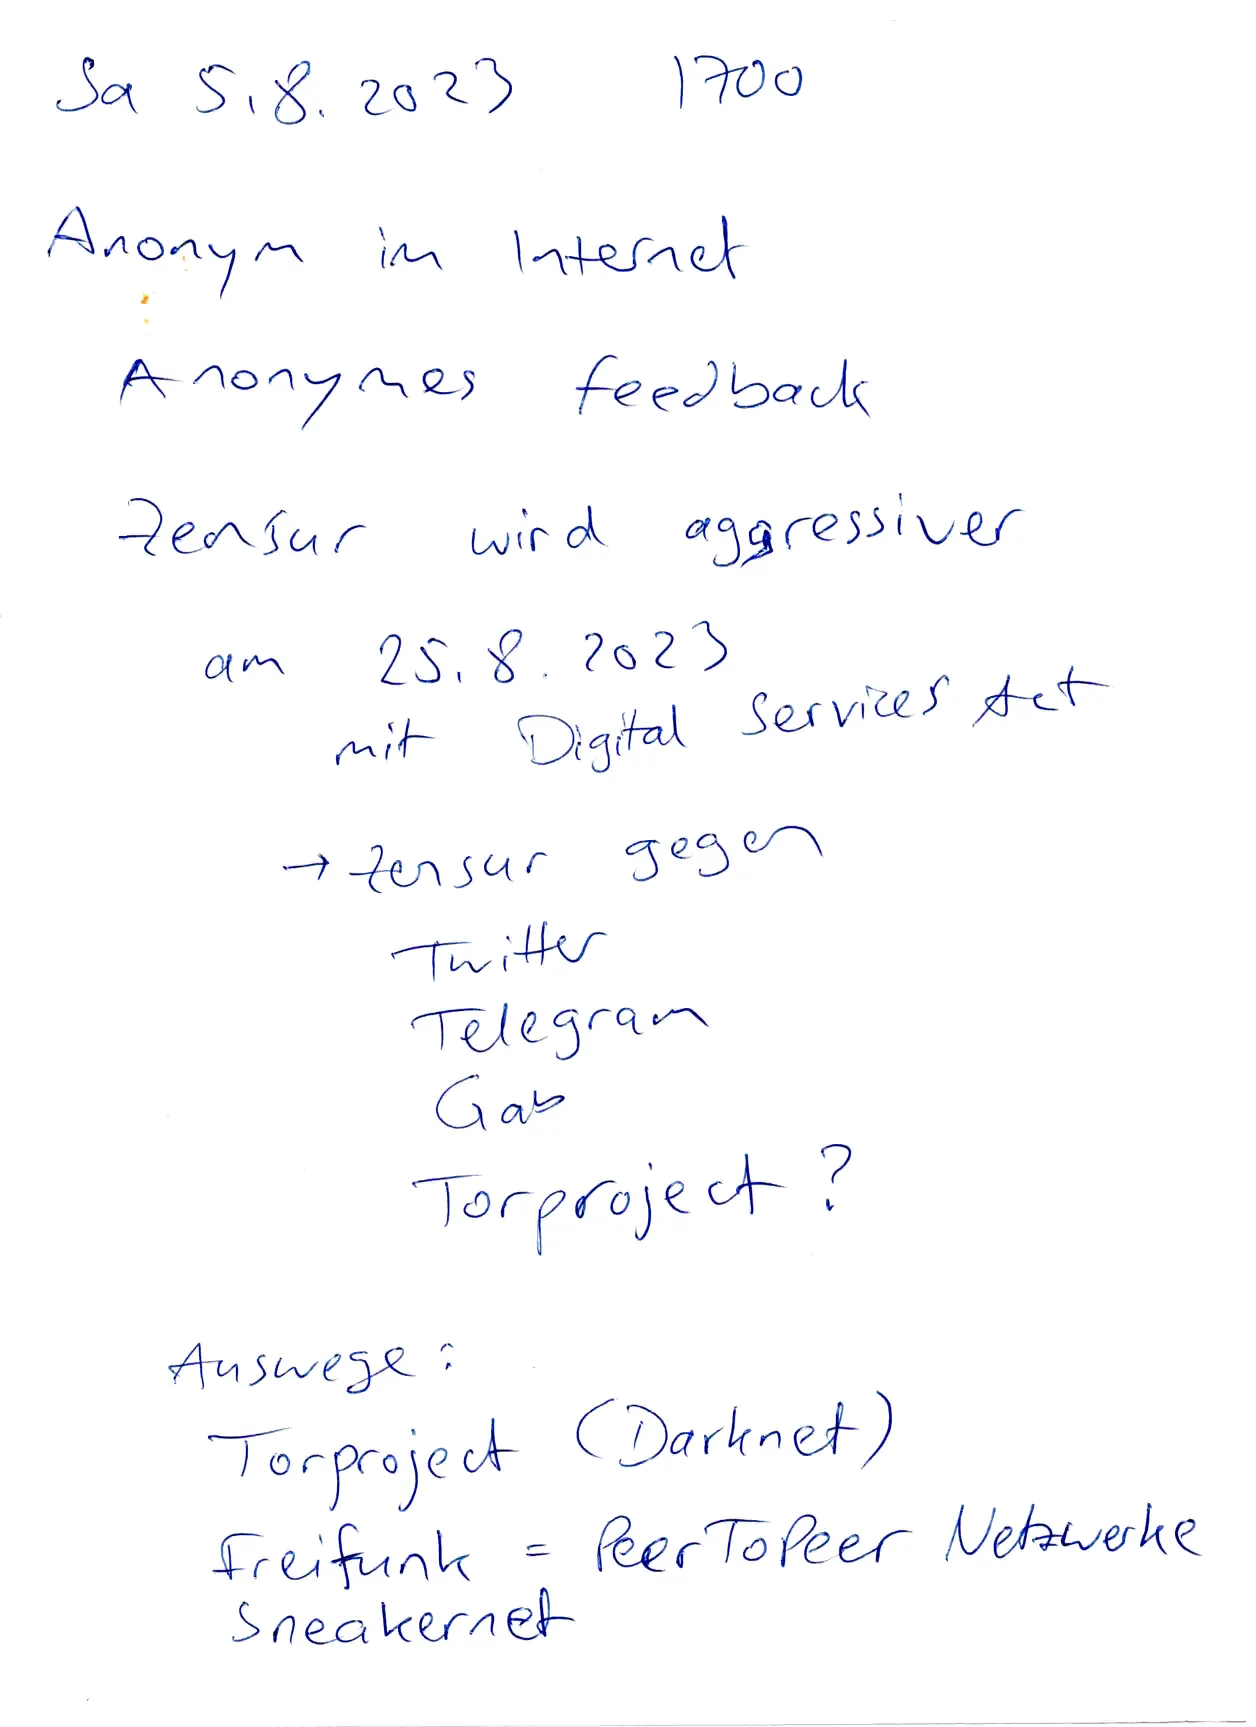 Sa 5.8.2023 1700
Anonym im Internet
Anonymes feedback
Zensur wird aggressiver
am 25.8.2023
mit Digital Services Act
→ Zensur gegen
Twitter
Telegram
Gab
Torproject?
Auswege:
Torproject (Darknet)
Freifunk = PeerToPeer Netzwerke
Sneakernet